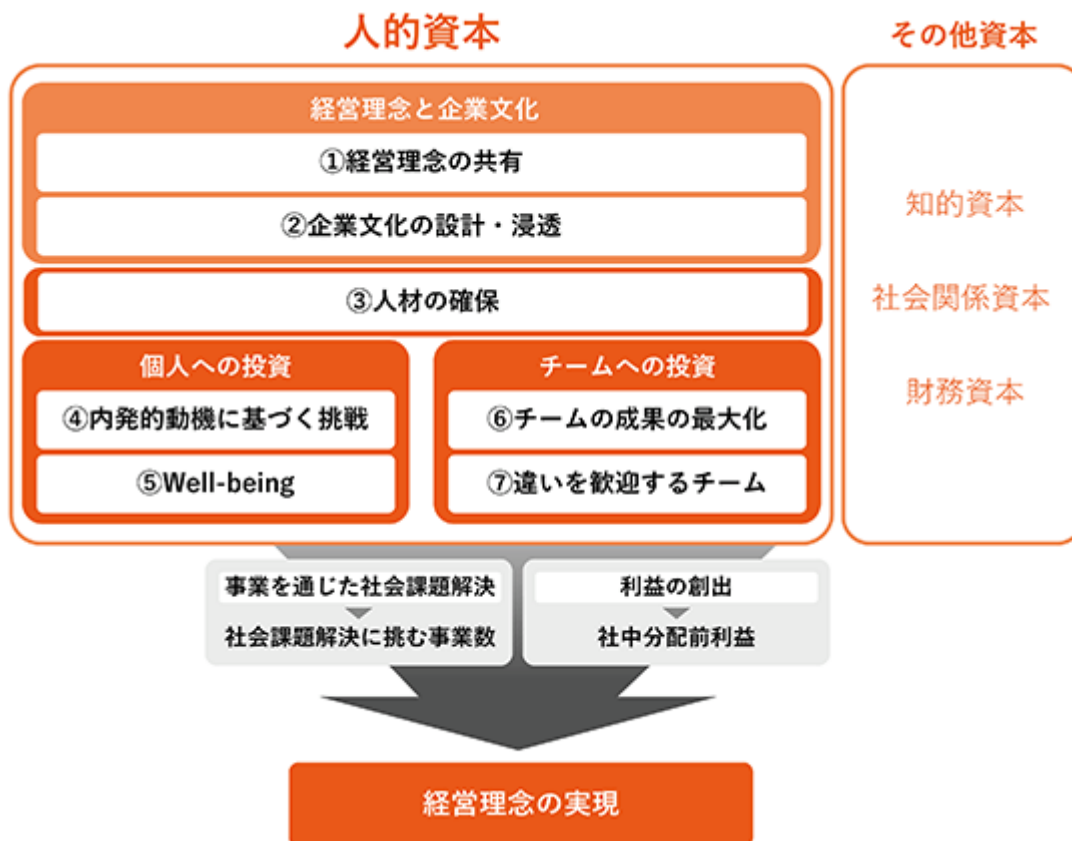 人的資本
経営理念と企業文化
①経営理念の共有
②企業文化の設計・浸透
③人材の確保
個人への投資
④内発的動機に基づく挑戦
⑤Well-being
チームへの投資
⑥チームの成果の最大化
⑦違いを歓迎するチーム
その他資本
知的資本
社会関係資本
財務資本
事業を通じた社会課題解決
社会課題解決に挑む事業数
利益の創出
社中分配前利益
経営理念の実現